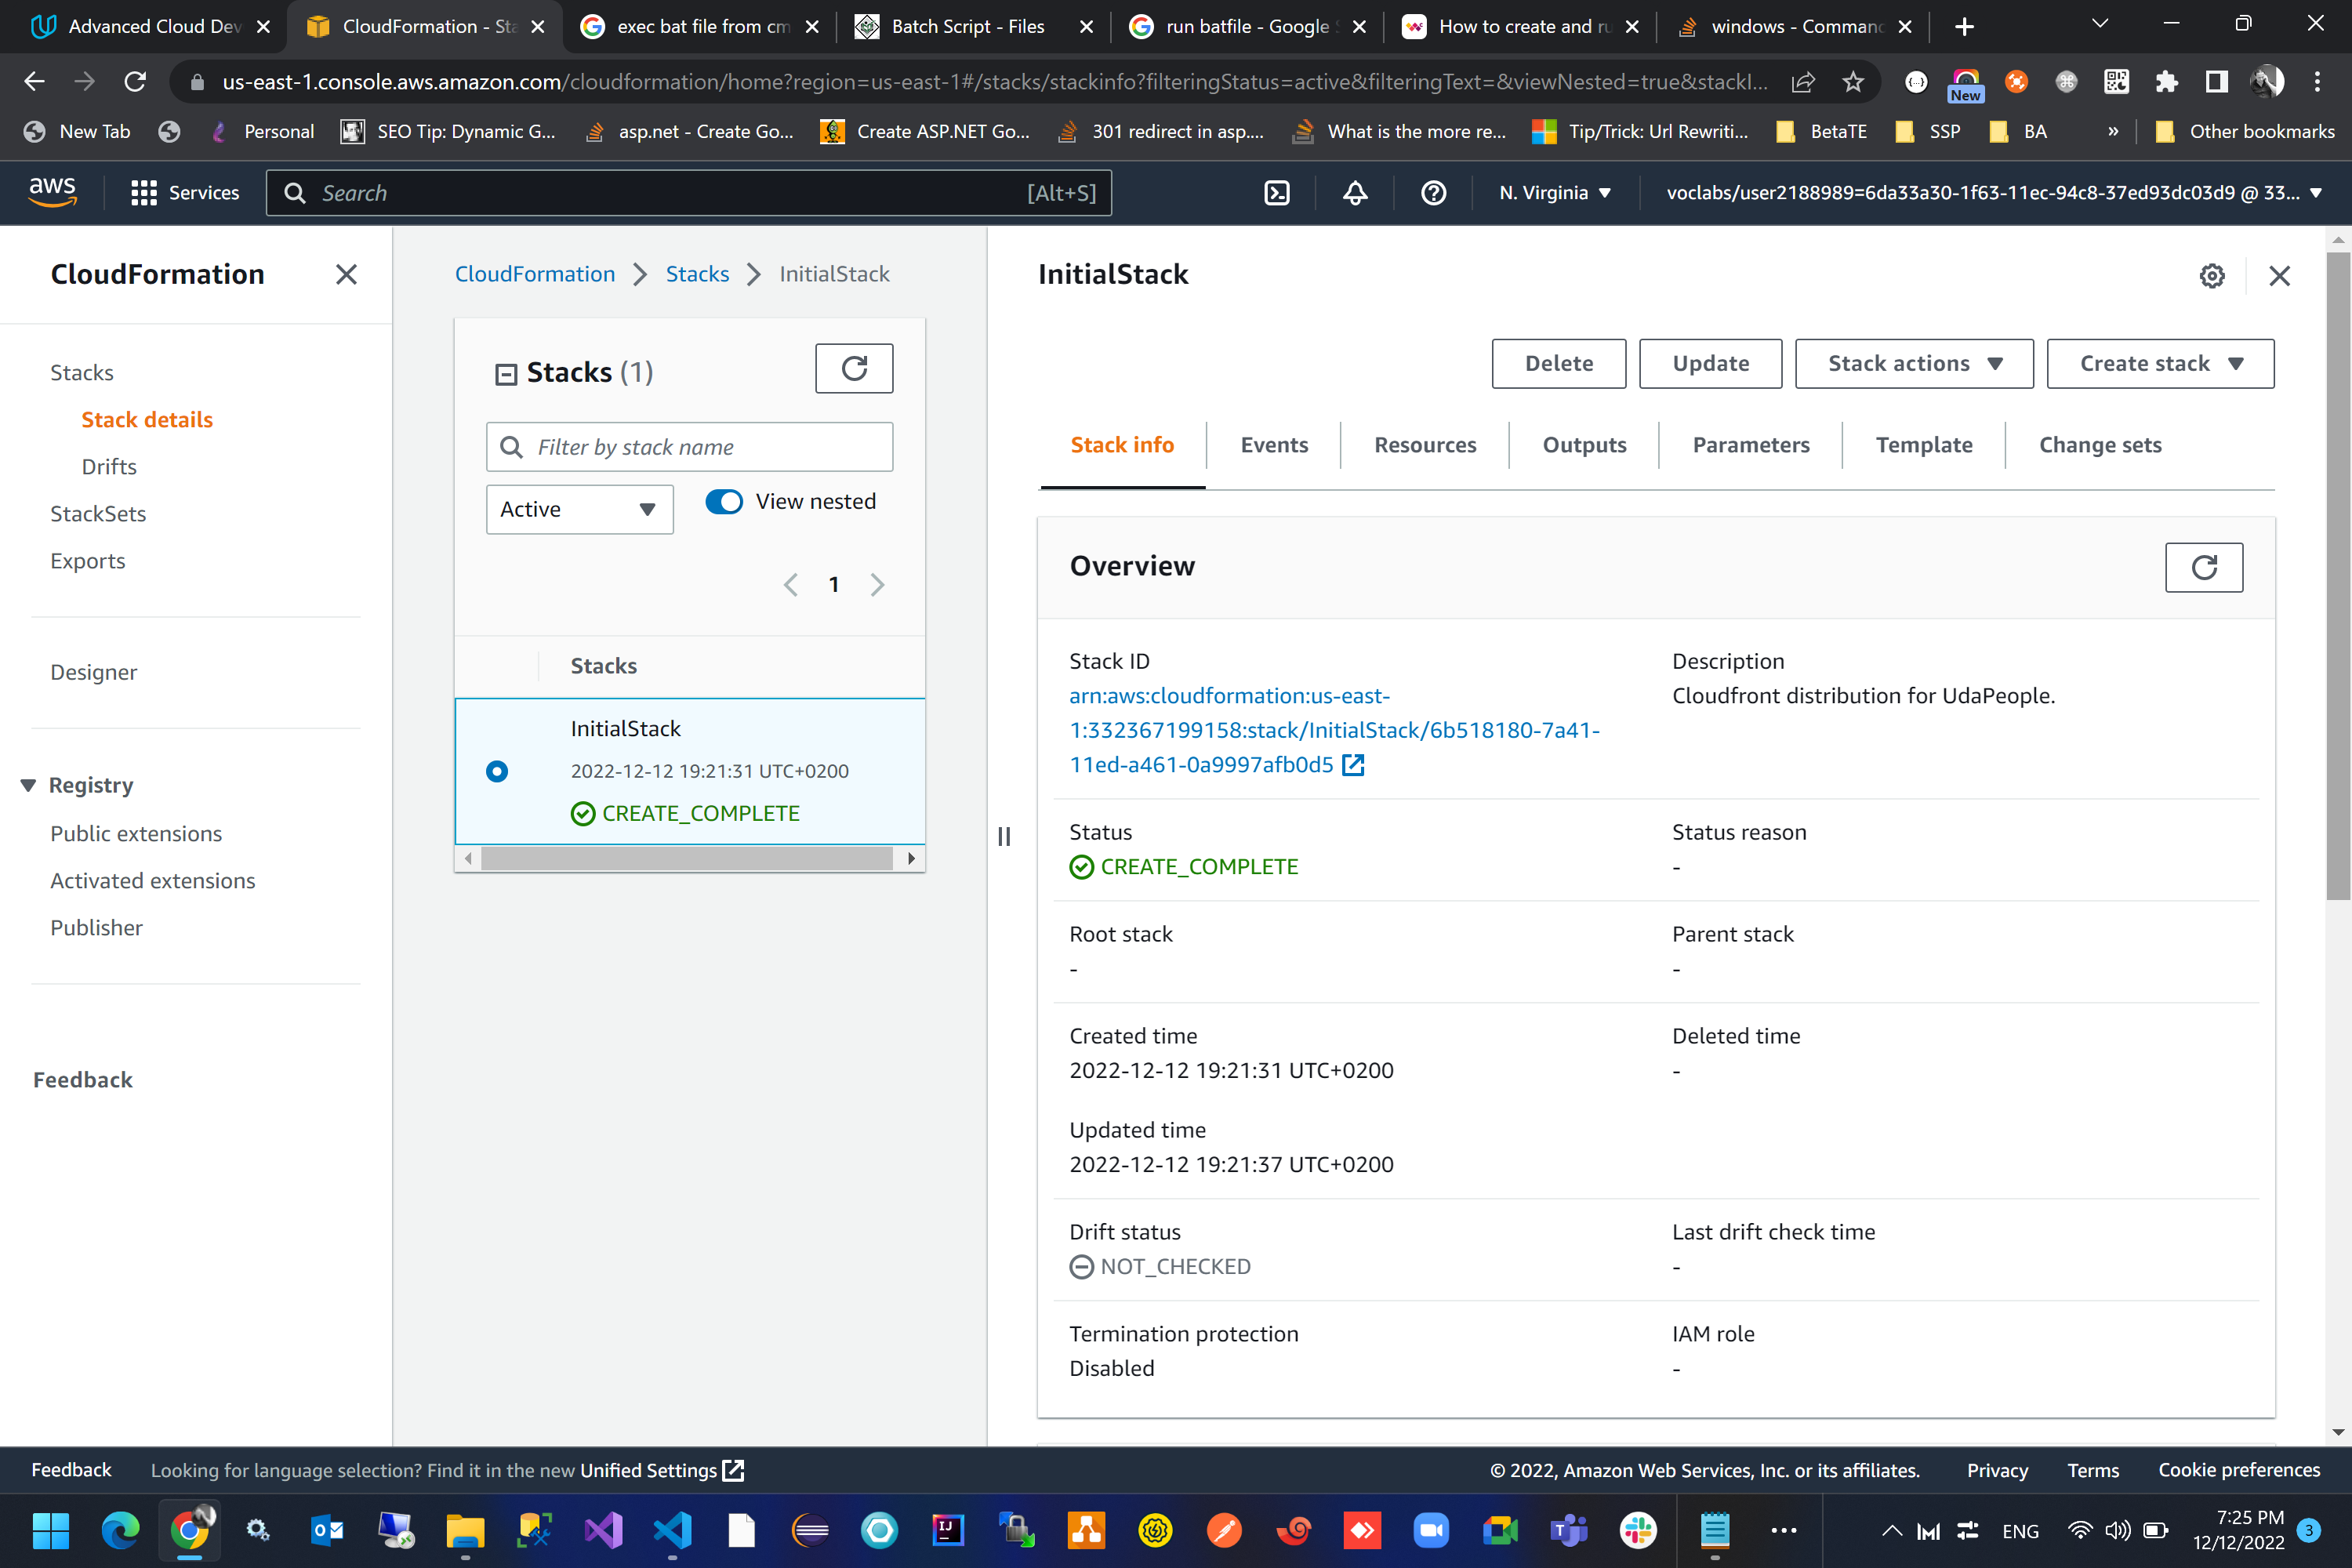 Advanced Cloud Dev
CloudFormation - Sta
exec bat file from cm
Batch Script - Files
run batfile - Google S
How to create and ru
windows - Command
us-east-1.console.aws.amazon.com/cloudformation/home?region=us-east-1#/stacks/stackinfo?filteringStatus=active&filteringText=&viewNested=true&stackI...
New
New Tab
Personal
SEO Tip: Dynamic G...
asp.net - Create Go...
Create ASP.NET Go...
301 redirect in asp....
What is the more re...
Tip/Trick: Url Rewriti...
BetaTE
SSP
BA
»
Other bookmarks
aws
Services
Search
[Alt+S]
N. Virginia
voclabs/user2188989=6da33a30-1f63-11ec-94c8-37ed93dc03d9 @ 33...
CloudFormation
Stacks
Stack details
Drifts
StackSets
Exports
Designer
Registry
Public extensions
Activated extensions
Publisher
Feedback
CloudFormation
Stacks
InitialStack
Stacks (1)
Filter by stack name
Active
View nested
1
Stacks
InitialStack
2022-12-12 19:21:31 UTC+0200
CREATE_COMPLETE
InitialStack
Delete
Update
Stack actions
Create stack
Stack info
Events
Resources
Outputs
Parameters
Template
Change sets
Overview
Stack ID
arn:aws:cloudformation:us-east-
1:332367199158:stack/InitialStack/6b518180-7a41-
11ed-a461-0a9997afb0d5
Description
Cloudfront distribution for UdaPeople.
Status
CREATE_COMPLETE
Status reason
-
Root stack
-
Parent stack
-
Created time
2022-12-12 19:21:31 UTC+0200
Deleted time
-
Updated time
2022-12-12 19:21:37 UTC+0200
Drift status
NOT_CHECKED
Last drift check time
-
Termination protection
Disabled
IAM role
-
Feedback
Looking for language selection? Find it in the new Unified Settings
© 2022, Amazon Web Services, Inc. or its affiliates.
Privacy
Terms
Cookie preferences
ENG
7:25 PM
12/12/2022
3